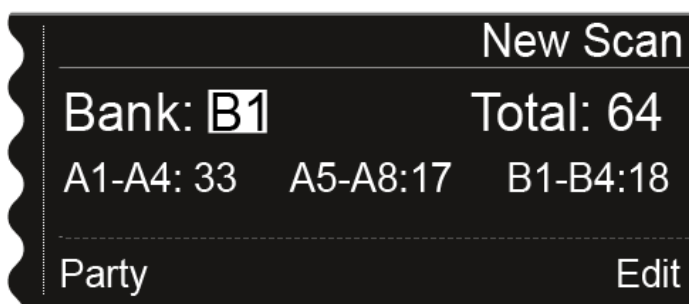 New Scan
Bank: B1 Total: 64
A1-A4: 33 A5-A8:17 B1-B4:18
Party Edit